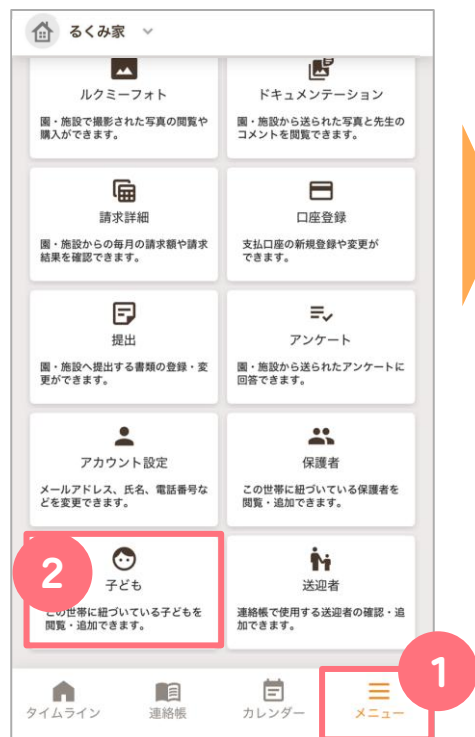 るくみ家
ルクミーフォト
園・施設で撮影された写真の閲覧や
購入ができます。
ドキュメンテーション
園・施設から送られた写真と先生の
コメントを閲覧できます。
請求詳細
園・施設からの毎月の請求額や請求
結果を確認できます。
口座登録
支払口座の新規登録や変更が
できます。
提出
園・施設へ提出する書類の登録・変
更ができます。
アンケート
園・施設から送られたアンケートに
回答できます。
アカウント設定
メールアドレス、氏名、電話番号な
どを変更できます。
保護者
この世帯に紐づいている保護者を
閲覧・追加できます。
2
子ども
この世帯に紐づいている子どもを
閲覧・追加できます。
送迎者
連絡帳で使用する送迎者の確認・追
加できます。
1
タイムライン
連絡帳
カレンダー
メニュー